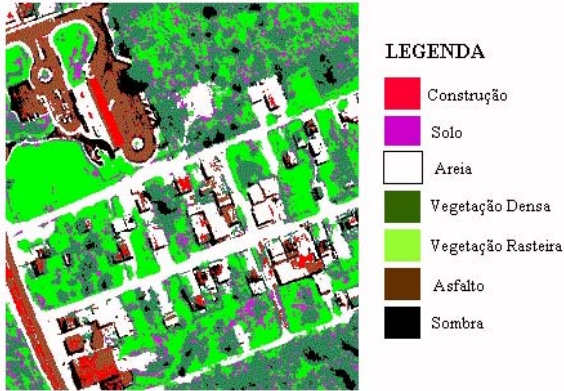 LEGENDA
Construção
Solo
Areia
Vegetação Densa
Vegetação Rasteira
Asfalto
Sombra